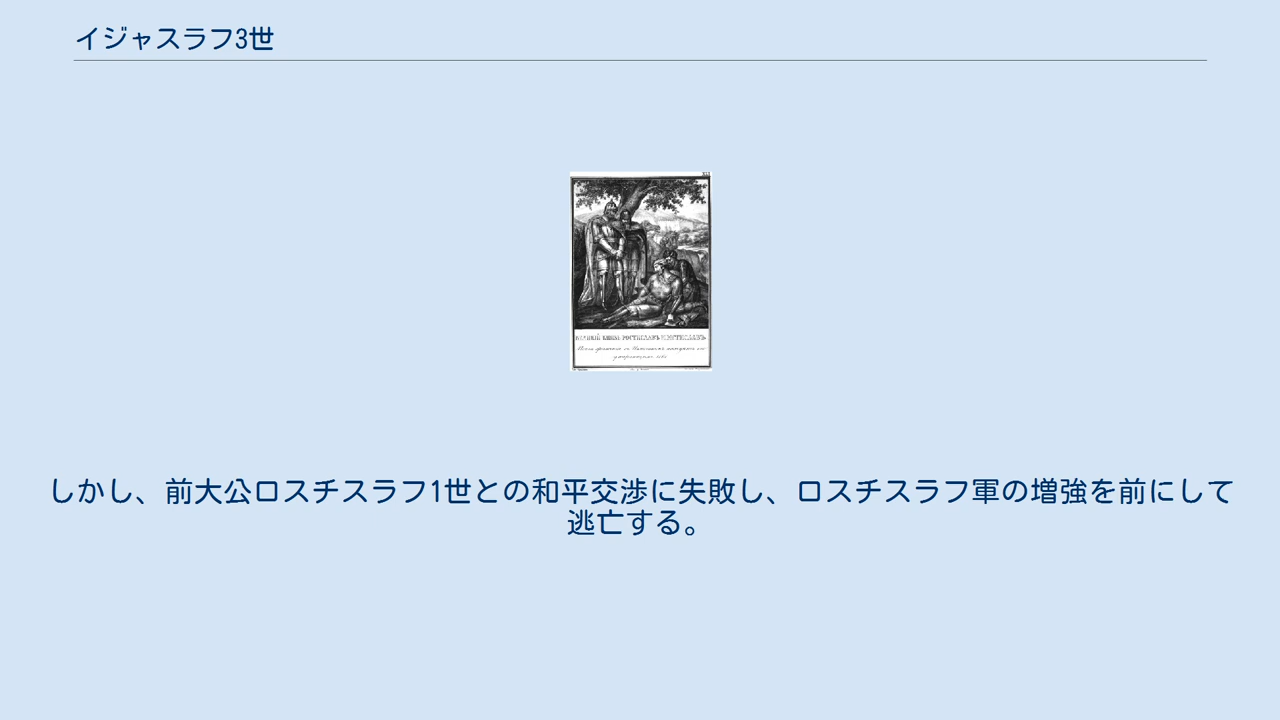 イジャスラフ3世
しかし、前大公ロスチスラフ1世との和平交渉に失敗し、ロスチスラフ軍の増強を前にして
逃亡する。